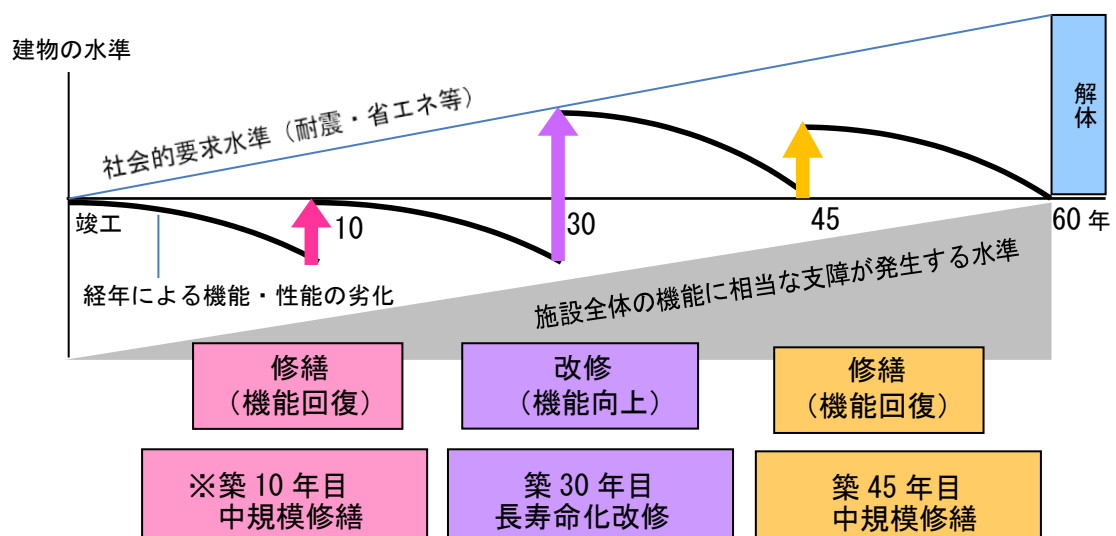 建物の水準
社会的要求水準（耐震・省エネ等）
解体
竣工
10
30
45
60 年
経年による機能・性能の劣化
施設全体の機能に相当な支障が発生する水準
修繕
（機能回復）
改修
（機能向上）
修繕
（機能回復）
※築 10 年目
中規模修繕
築 30 年目
長寿命化改修
築 45 年目
中規模修繕